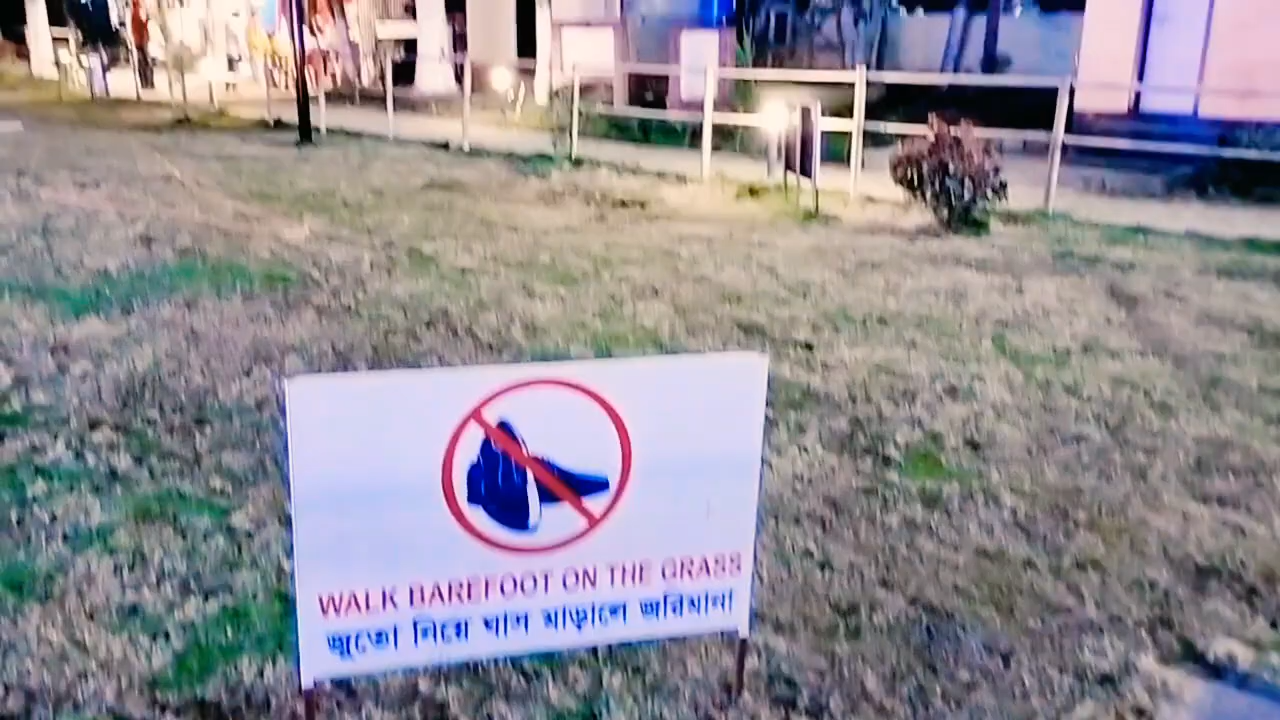 WALK BAREFOOT ON THE GRASS
জুতো নিয়ে ঘাস মাড়ালে জরিমানা